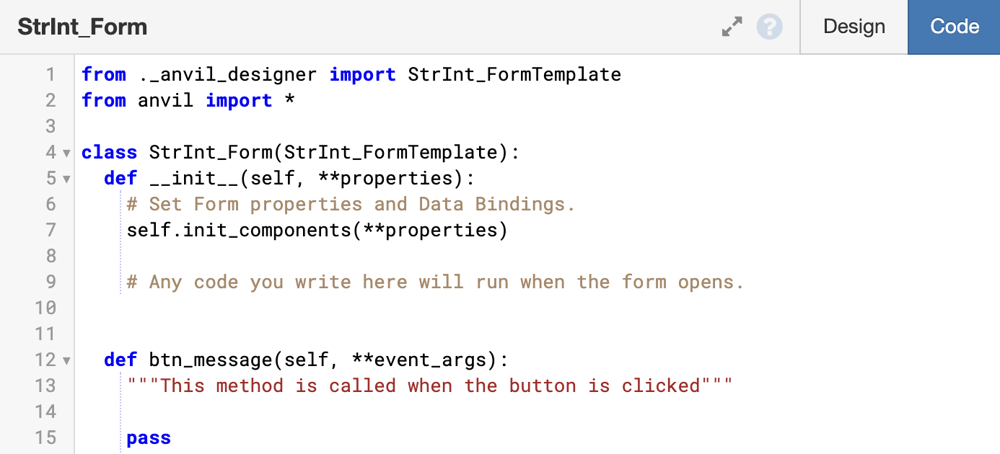 StrInt_Form
?
Design
Code
1 from ._anvil_designer import StrInt_FormTemplate
2 from anvil import *
3
4 class StrInt_Form(StrInt_FormTemplate):
5 def __init__(self, **properties):
6 # Set Form properties and Data Bindings.
7 self.init_components(**properties)
8
9 # Any code you write here will run when the form opens.
10
11
12 def btn_message(self, **event_args):
13 """This method is called when the button is clicked"""
14
15 pass